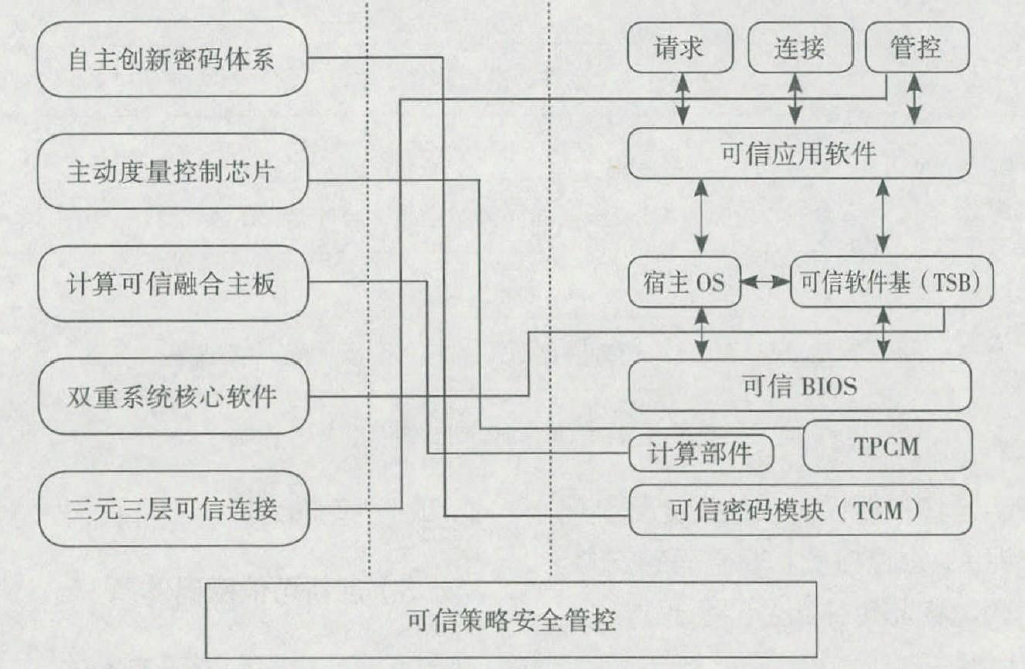 自主创新密码体系
主动度量控制芯片
计算可信融合主板
双重系统核心软件
三元三层可信连接
请求
连接
管控
可信应用软件
宿主 OS
可信软件基（TSB）
可信 BIOS
计算部件
TPCM
可信密码模块（TCM）
可信策略安全管控